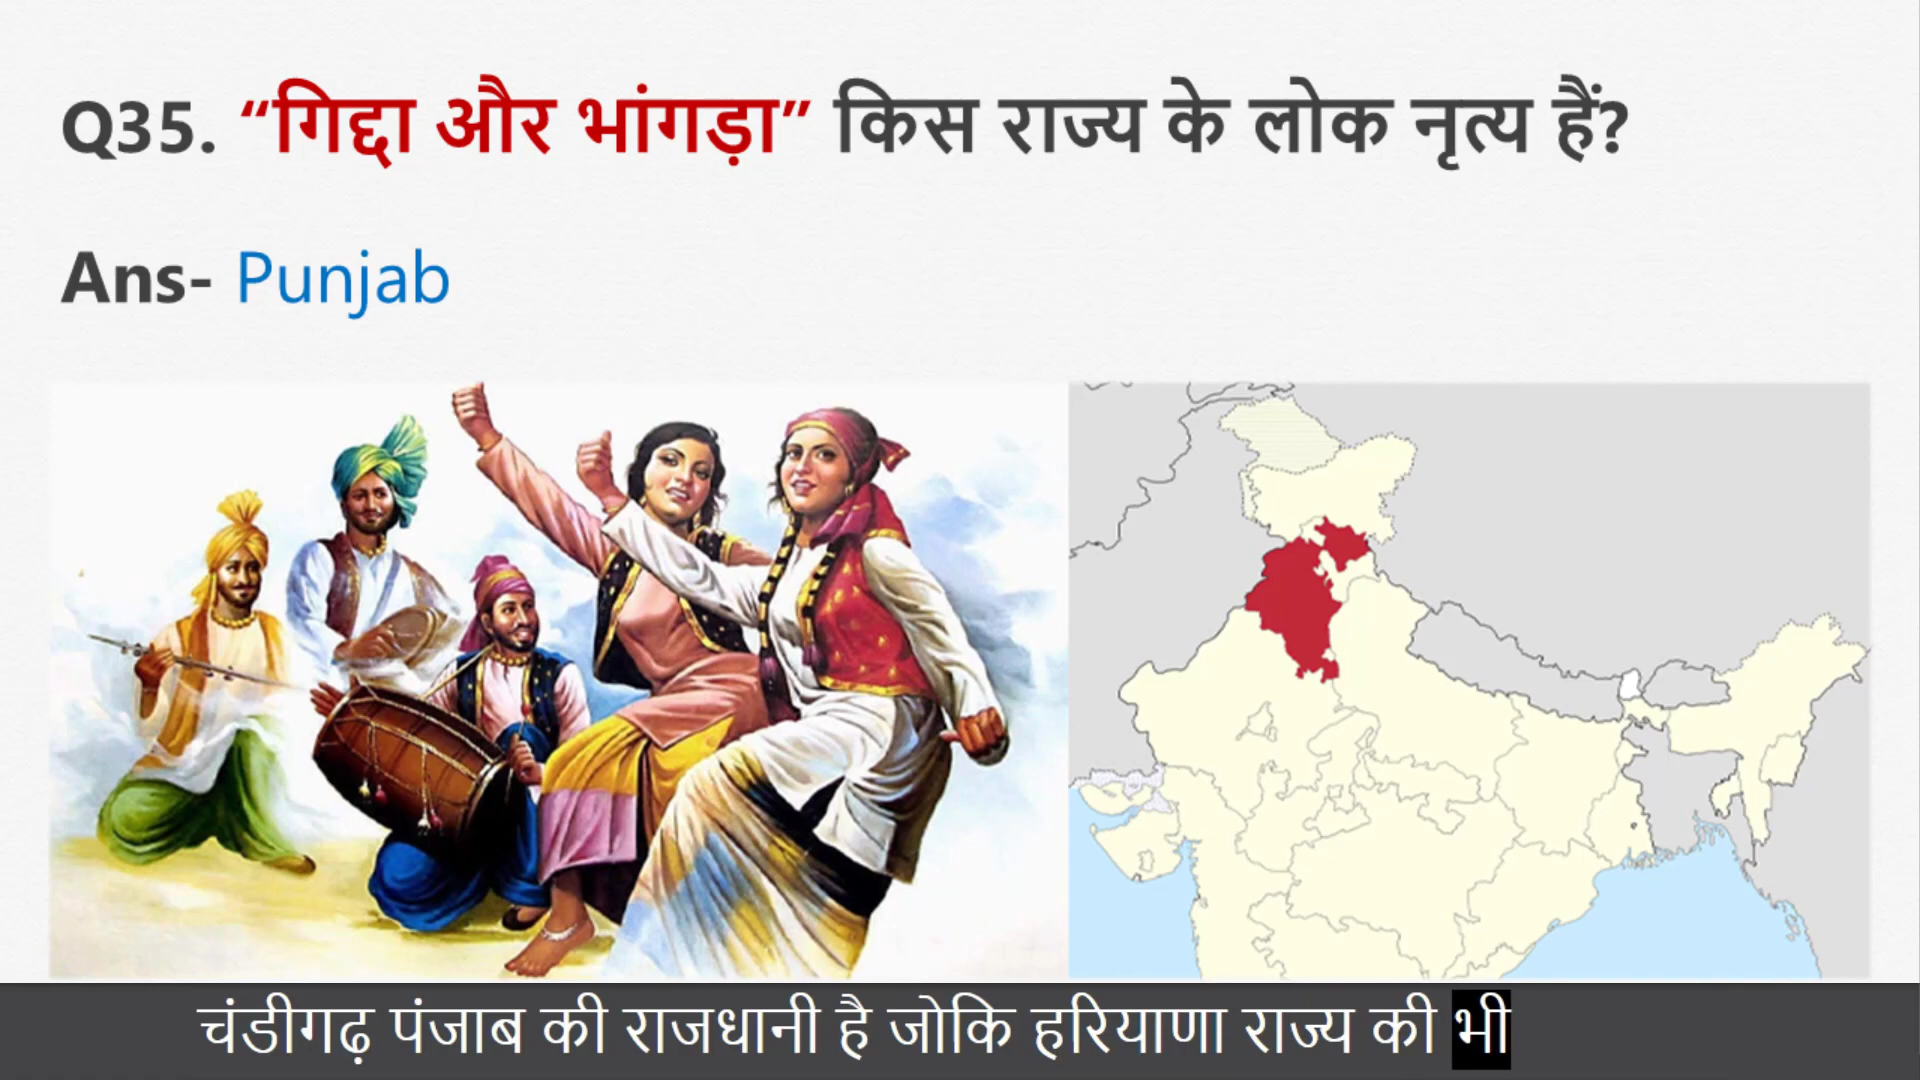 Q35. “गिद्दा और भांगड़ा” किस राज्य के लोक नृत्य हैं?
Ans- Punjab
चंडीगढ़ पंजाब की राजधानी है जोकि हरियाणा राज्य की भी